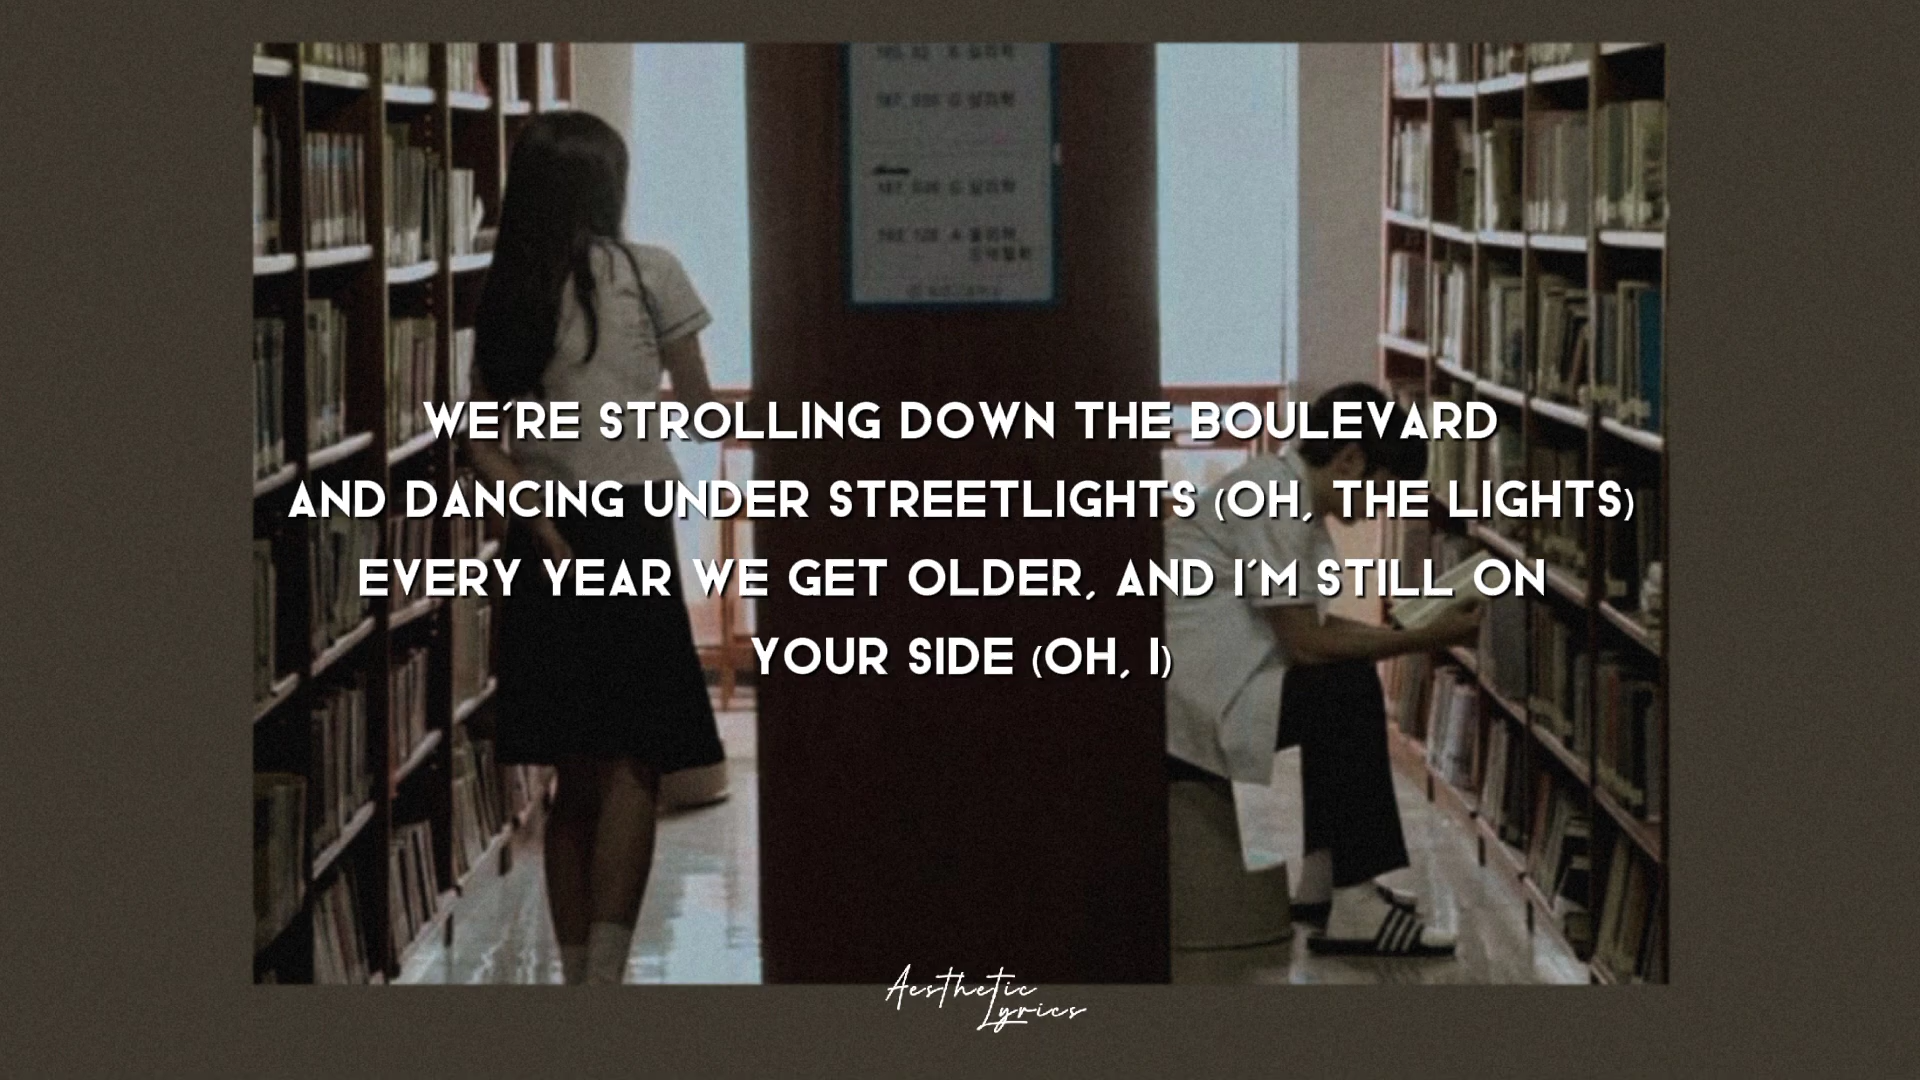 WE'RE STROLLING DOWN THE BOULEVARD
AND DANCING UNDER STREETLIGHTS (OH, THE LIGHTS)
EVERY YEAR WE GET OLDER, AND I'M STILL ON
YOUR SIDE (OH, I)
Aesthetic
Lyrics